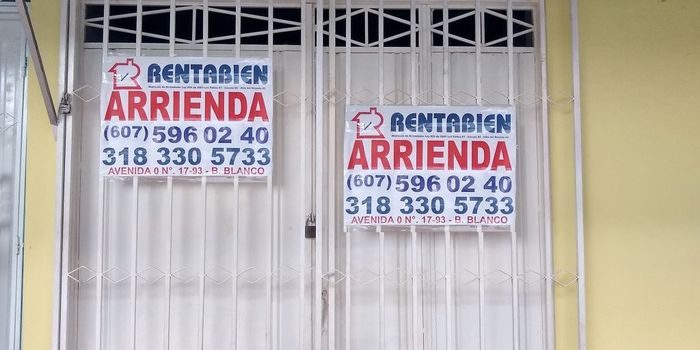 RENTABIEN
ARRIENDA
(607) 596 02 40
318 330 5733
AVENIDA 0 N°. 17-93 - B. BLANCO
RENTABIEN
ARRIENDA
(607) 596 02 40
318 330 5733
AVENIDA 0 N°. 17-93 - B. BLANCO